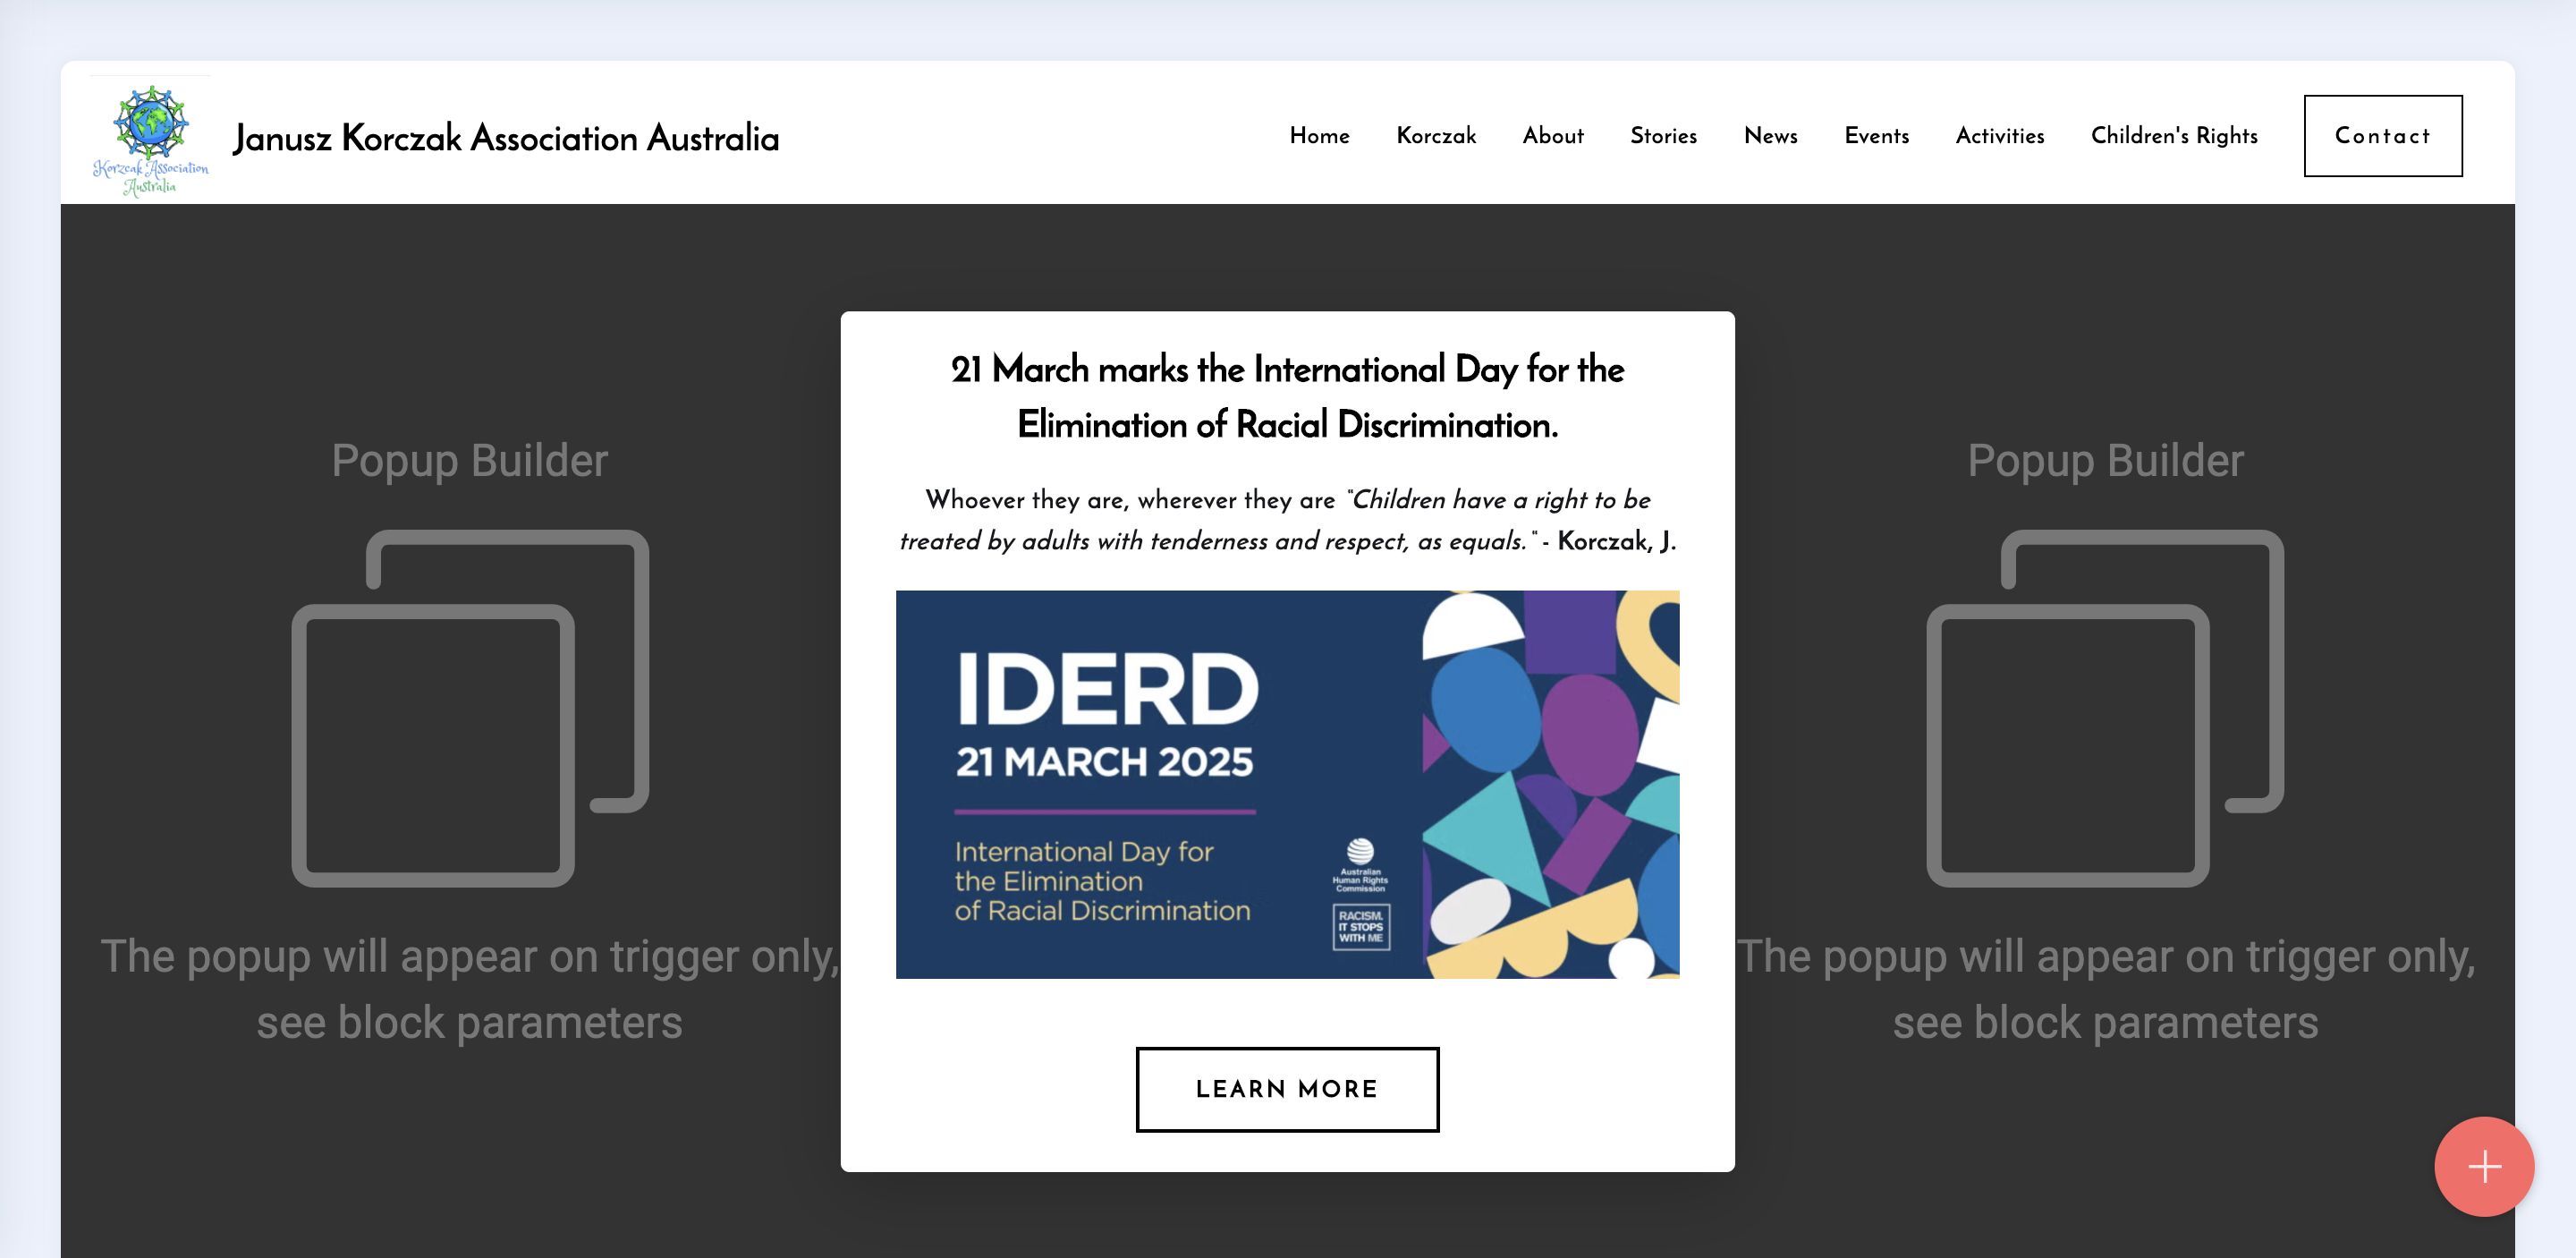 Korzcak Association
Australia
Janusz Korczak Association Australia
Home
Korczak
About
Stories
News
Events
Activities
Children's Rights
Contact
Popup Builder
The popup will appear on trigger only,
see block parameters
21 March marks the International Day for the
Elimination of Racial Discrimination.
Whoever they are, wherever they are "Children have a right to be
treated by adults with tenderness and respect, as equals." - Korczak, J.
IDERD
21 MARCH 2025
International Day for
the Elimination
of Racial Discrimination
Australian
Human Rights
Commission
RACISM.
IT STOPS
WITH ME
LEARN MORE
Popup Builder
The popup will appear on trigger only,
see block parameters